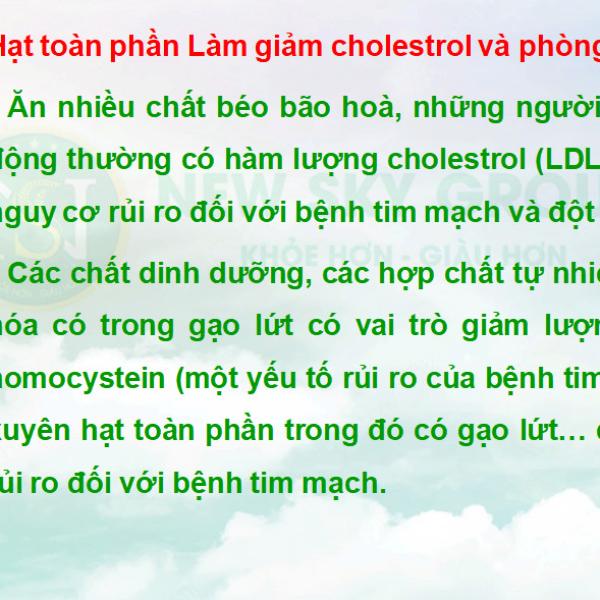 Hạt toàn phần Làm giảm cholestrol và phòng
Ăn nhiều chất béo bão hoà, những người
động thường có hàm lượng cholestrol (LDL
nguy cơ rủi ro đối với bệnh tim mạch và đột
NEW SKY GROU
KHỎE HƠN - GIÀU HƠN
Các chất dinh dưỡng, các hợp chất tự nhiê
hóa có trong gạo lứt có vai trò giảm lượn
homocystein (một yếu tố rủi ro của bệnh tim
xuyên hạt toàn phần trong đó có gạo lứt...
rủi ro đối với bệnh tim mạch.